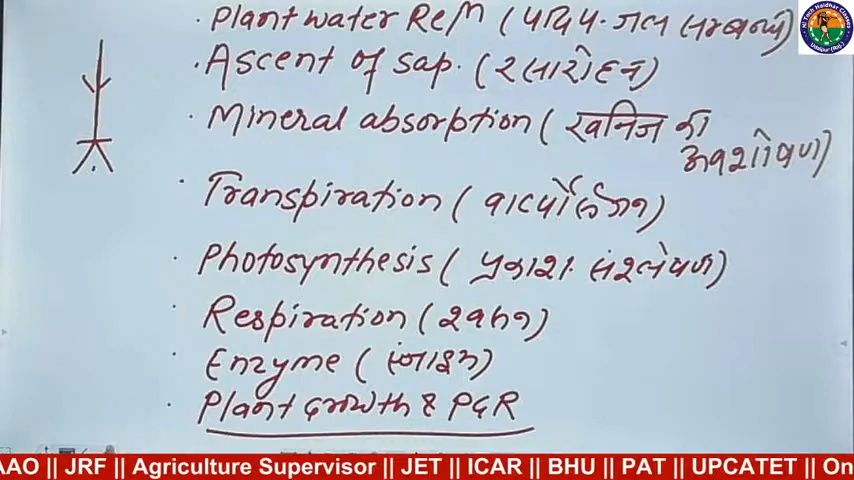 . Plant water Reln (पादप. जल सम्बन्ध)
. Ascent of sap. (रसारोहन)
. Mineral absorption (खनिज का
अवशोषण)
. Transpiration (वाष्पोत्सर्जन)
. Photosynthesis (प्रकाश. संश्लेषण)
. Respiration (श्वसन)
. Enzyme (एंजाइम)
. Plant Growth & PGR
AAO || JRF || Agriculture Supervisor || JET || ICAR || BHU || PAT || UPCATET || On